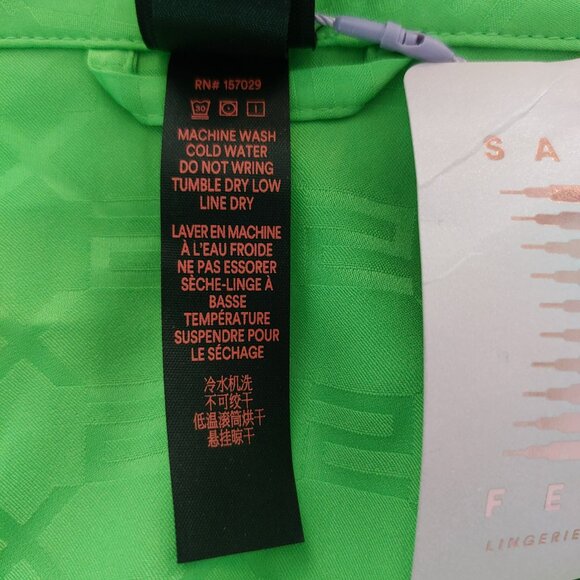 RN# 157029
30
MACHINE WASH
COLD WATER
DO NOT WRING
TUMBLE DRY LOW
LINE DRY
LAVER EN MACHINE
À L'EAU FROIDE
NE PAS ESSORER
SÈCHE-LINGE À
BASSE
TEMPÉRATURE
SUSPENDRE POUR
LE SÉCHAGE
冷水机洗
不可绞干
低温滚筒烘干
悬挂晾干
SA
FE
LINGERIE